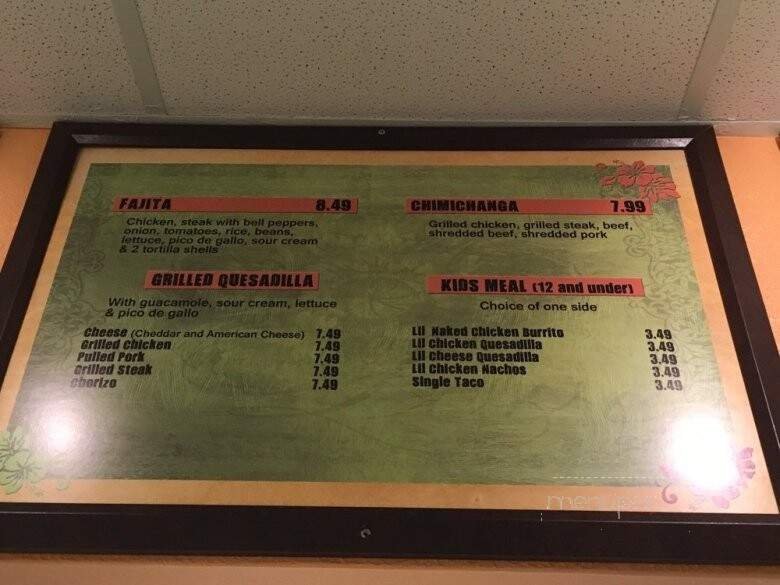 FAJITA 8.49
Chicken, steak with bell peppers,
onion, tomatoes, rice, beans,
lettuce, pico de gallo, sour cream
& 2 tortilla shells
GRILLED QUESADILLA
With guacamole, sour cream, lettuce
& pico de gallo
Cheese (Cheddar and American Cheese) 7.49
Grilled Chicken 7.49
Pulled Pork 7.49
Grilled Steak 7.49
Chorizo 7.49
CHIMICHANGA 7.99
Grilled chicken, grilled steak, beef,
shredded beef, shredded pork
KIDS MEAL (12 and under)
Choice of one side
Lil Naked Chicken Burrito 3.49
Lil Chicken Quesadilla 3.49
Lil Cheese Quesadilla 3.49
Lil Chicken Nachos 3.49
Single Taco 3.49